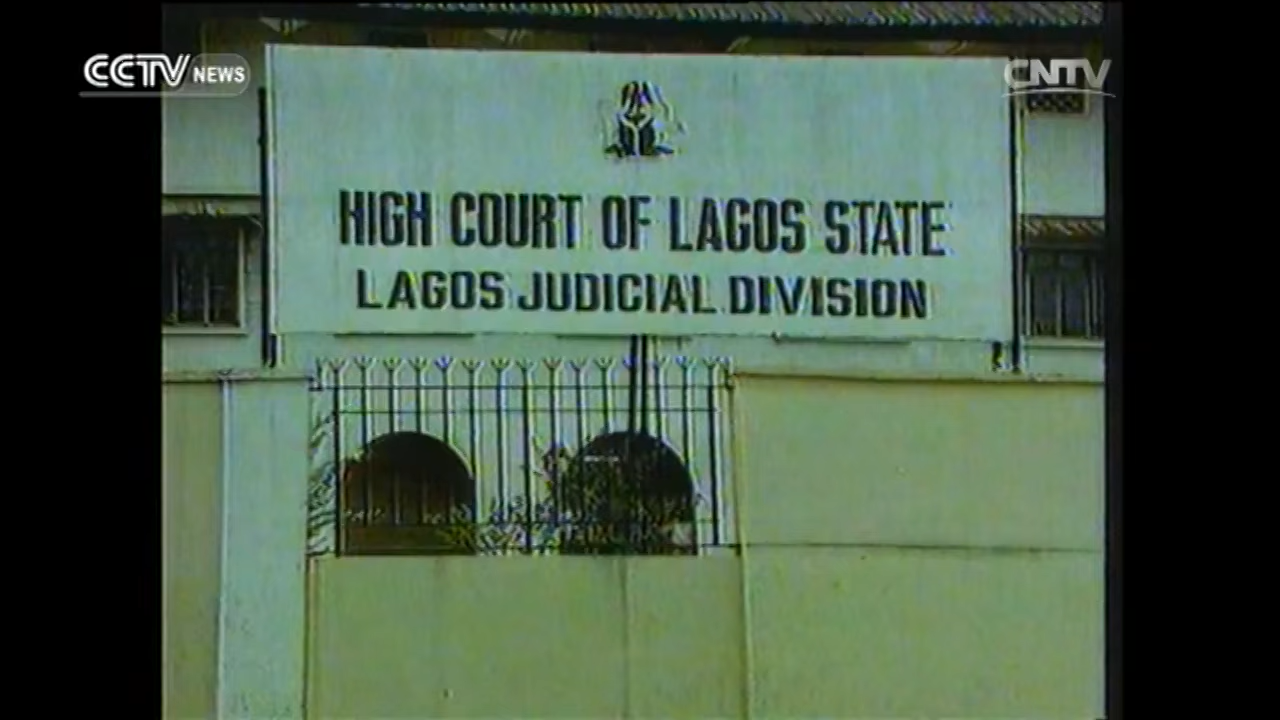 CCTV NEWS
CNTV
HIGH COURT OF LAGOS STATE
LAGOS JUDICIAL DIVISION